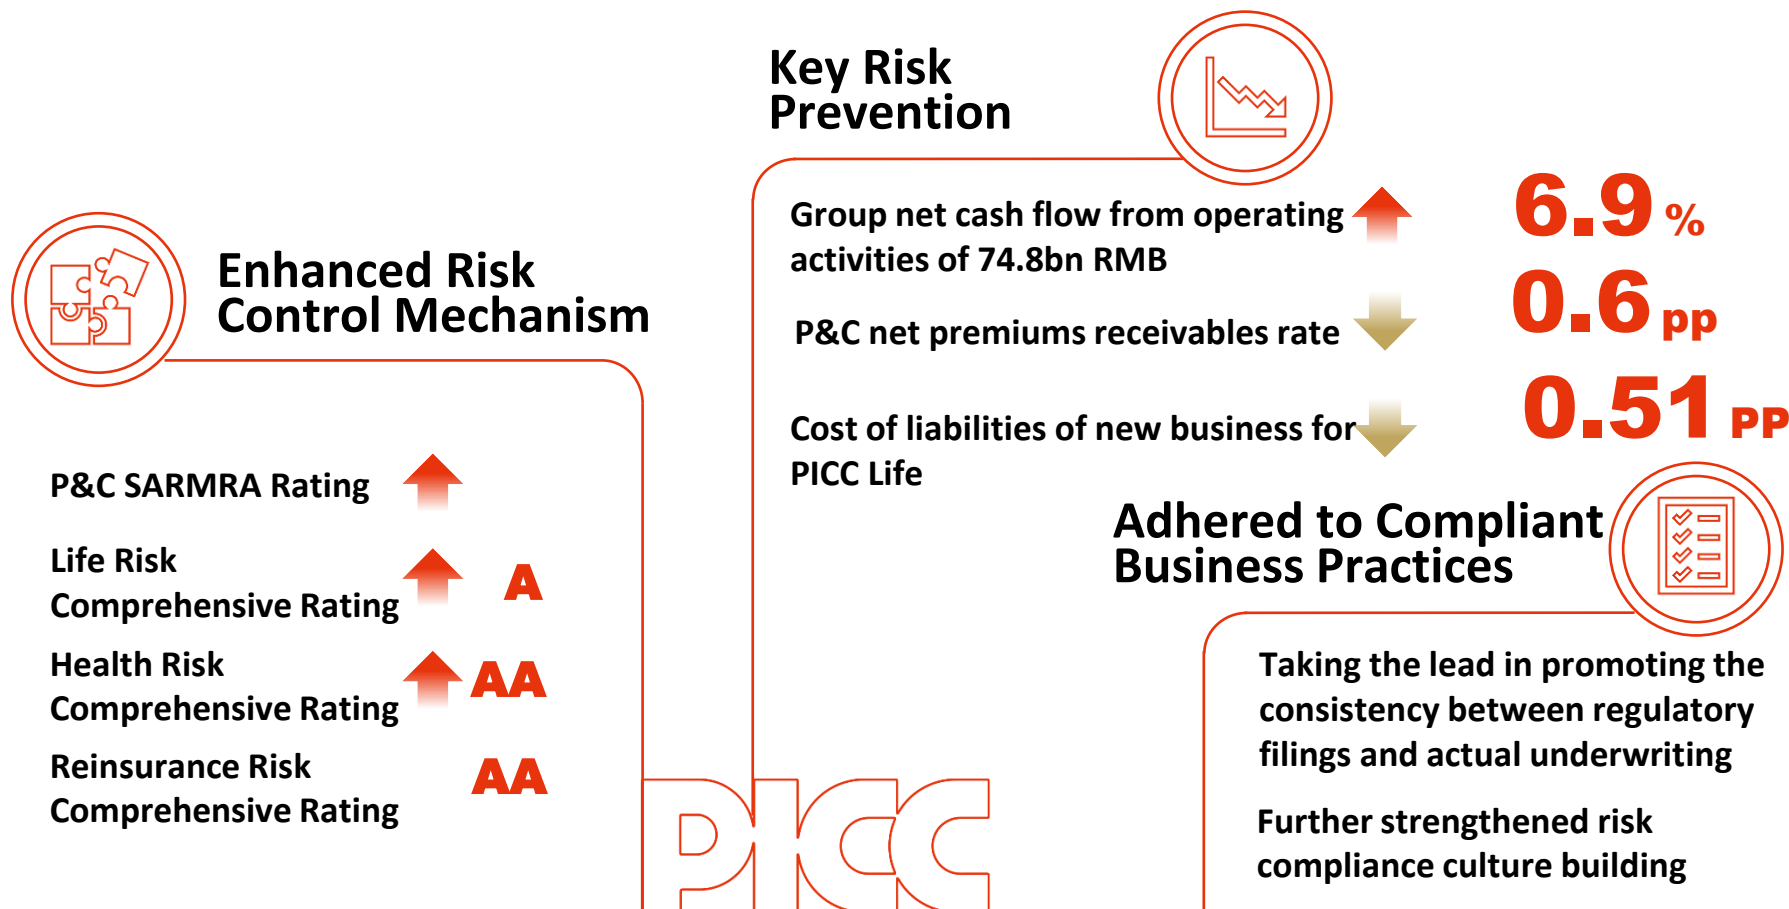 Key Risk
Prevention
Group net cash flow from operating
activities of 74.8bn RMB
6.9 %
P&C net premiums receivables rate
0.6 pp
Cost of liabilities of new business for
PICC Life
0.51 PP
Enhanced Risk
Control Mechanism
P&C SARMRA Rating
Life Risk
Comprehensive Rating
A
Health Risk
Comprehensive Rating
AA
Reinsurance Risk
Comprehensive Rating
AA
Adhered to Compliant
Business Practices
Taking the lead in promoting the
consistency between regulatory
filings and actual underwriting
Further strengthened risk
compliance culture building
PICC